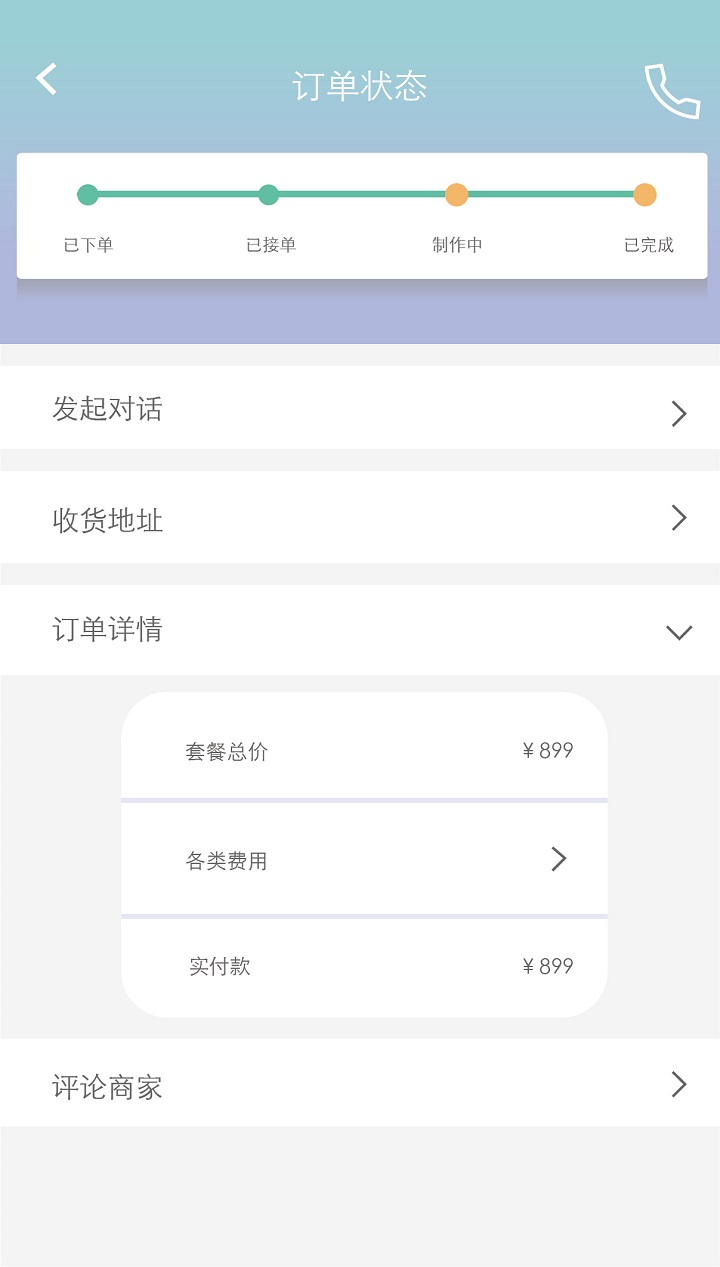 订单状态
已下单 已接单 制作中 已完成
发起对话
收货地址
订单详情
套餐总价 ¥899
各类费用
实付款 ¥899
评论商家